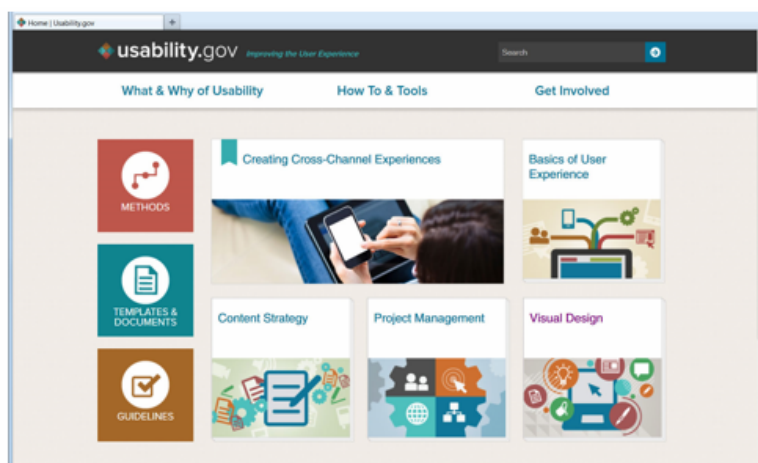 Home | Usability.gov
usability.gov Improving the User Experience
Search
What & Why of Usability
How To & Tools
Get Involved
METHODS
TEMPLATES &
DOCUMENTS
GUIDELINES
Creating Cross-Channel Experiences
Basics of User
Experience
Content Strategy
Project Management
Visual Design